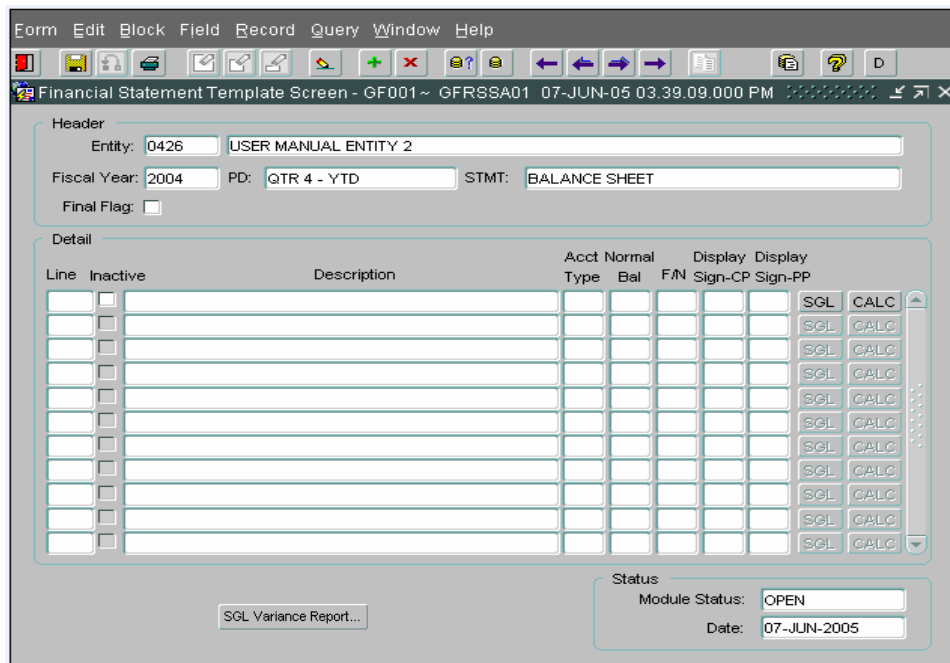 Form Edit Block Field Record Query Window Help
D
Financial Statement Template Screen - GF001 ~ GFRSSA01 07-JUN-05 03.39.09.000 PM
Header
Entity: 0426 USER MANUAL ENTITY 2
Fiscal Year: 2004 PD: QTR 4 - YTD STMT: BALANCE SHEET
Final Flag:
Detail
Acct Normal Display Display
Line Inactive Description Type Bal F/N Sign-CP Sign-PP
SGL CALC
SGL CALC
SGL CALC
SGL CALC
SGL CALC
SGL CALC
SGL CALC
SGL CALC
SGL CALC
SGL CALC
SGL CALC
Status
Module Status: OPEN
SGL Variance Report...
Date: 07-JUN-2005